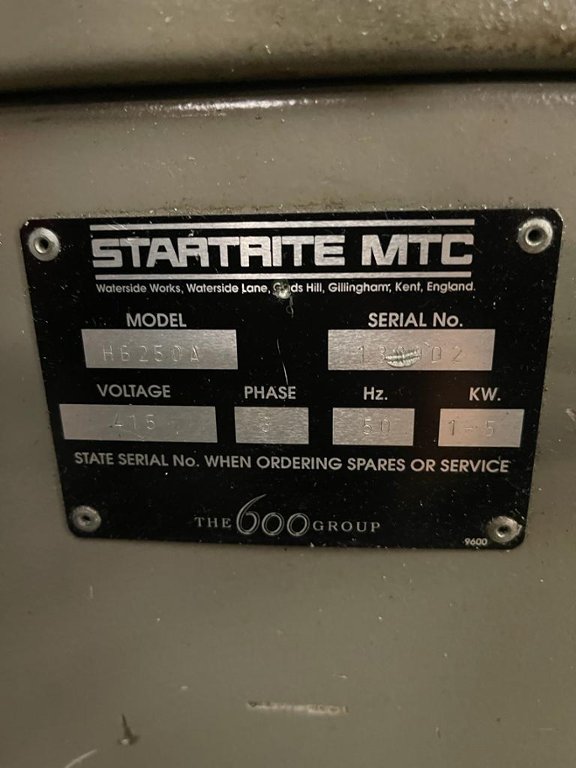 STARTRITE MTC
Waterside Works, Waterside Lane, Gads Hill, Gillingham, Kent, England.
MODEL SERIAL No.
HB250A
VOLTAGE PHASE Hz. KW.
415 3 50 1-5
STATE SERIAL No. WHEN ORDERING SPARES OR SERVICE
THE 600 GROUP
9600